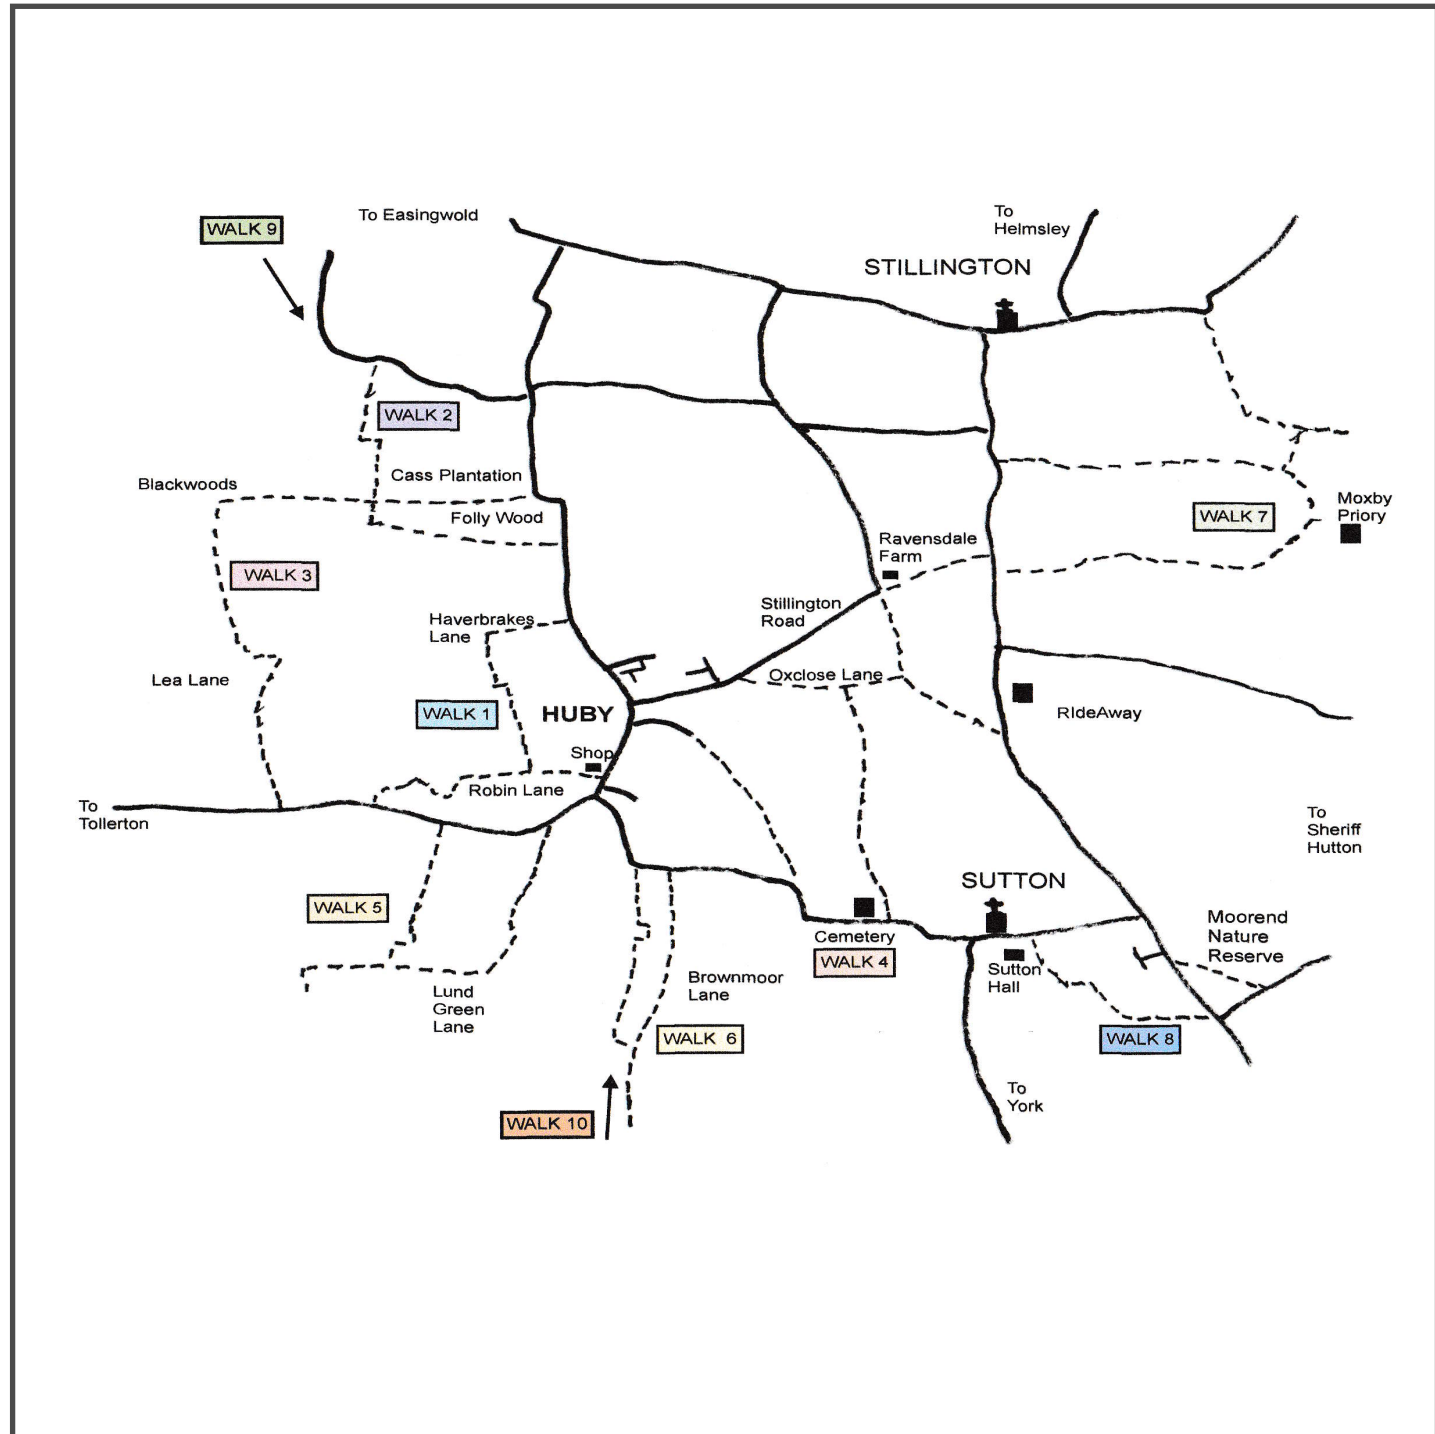 To Easingwold
To
Helmsley
WALK 9
STILLINGTON
WALK 2
Cass Plantation
Blackwoods
Folly Wood
Moxby
Priory
WALK 7
Ravensdale
Farm
WALK 3
Stillington
Road
Haverbrakes
Lane
Oxclose Lane
Lea Lane
WALK 1
HUBY
RIdeAway
Shop
Robin Lane
To
Tollerton
To
Sheriff
Hutton
SUTTON
WALK 5
Moorend
Nature
Reserve
Cemetery
WALK 4
Sutton
Hall
Brownmoor
Lane
Lund
Green
Lane
WALK 6
WALK 8
To
York
WALK 10